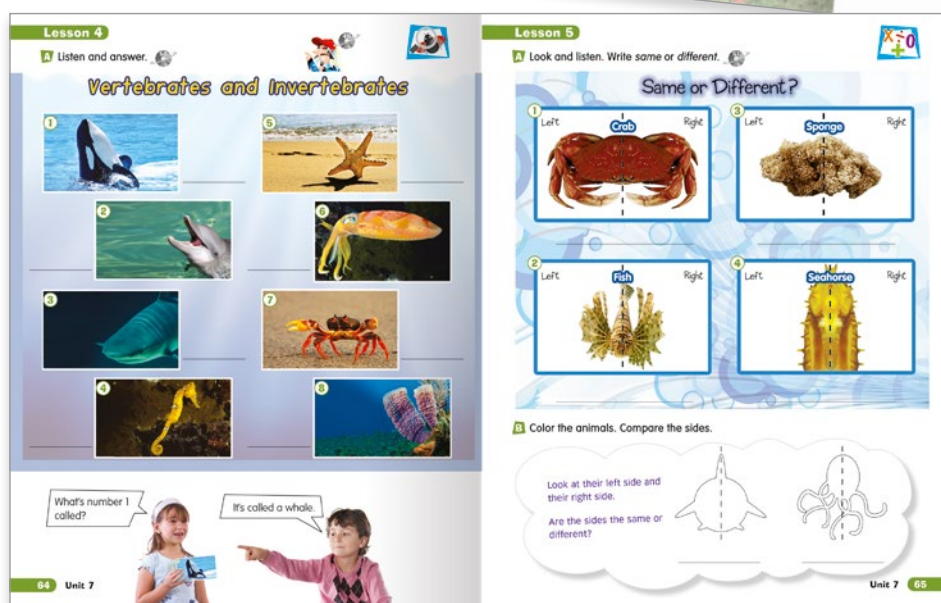 Lesson 4
A Listen and answer.
Vertebrates and Invertebrates
1
5
2
6
3
7
4
8
What's number 1
called?
It's called a whale.
64 Unit 7
Lesson 5
A Look and listen. Write same or different.
Same or Different?
1
Left Crab Right
3
Left Sponge Right
2
Left Fish Right
4
Left Seahorse Right
B Color the animals. Compare the sides.
Look at their left side and
their right side.
Are the sides the same or
different?
Unit 7 65